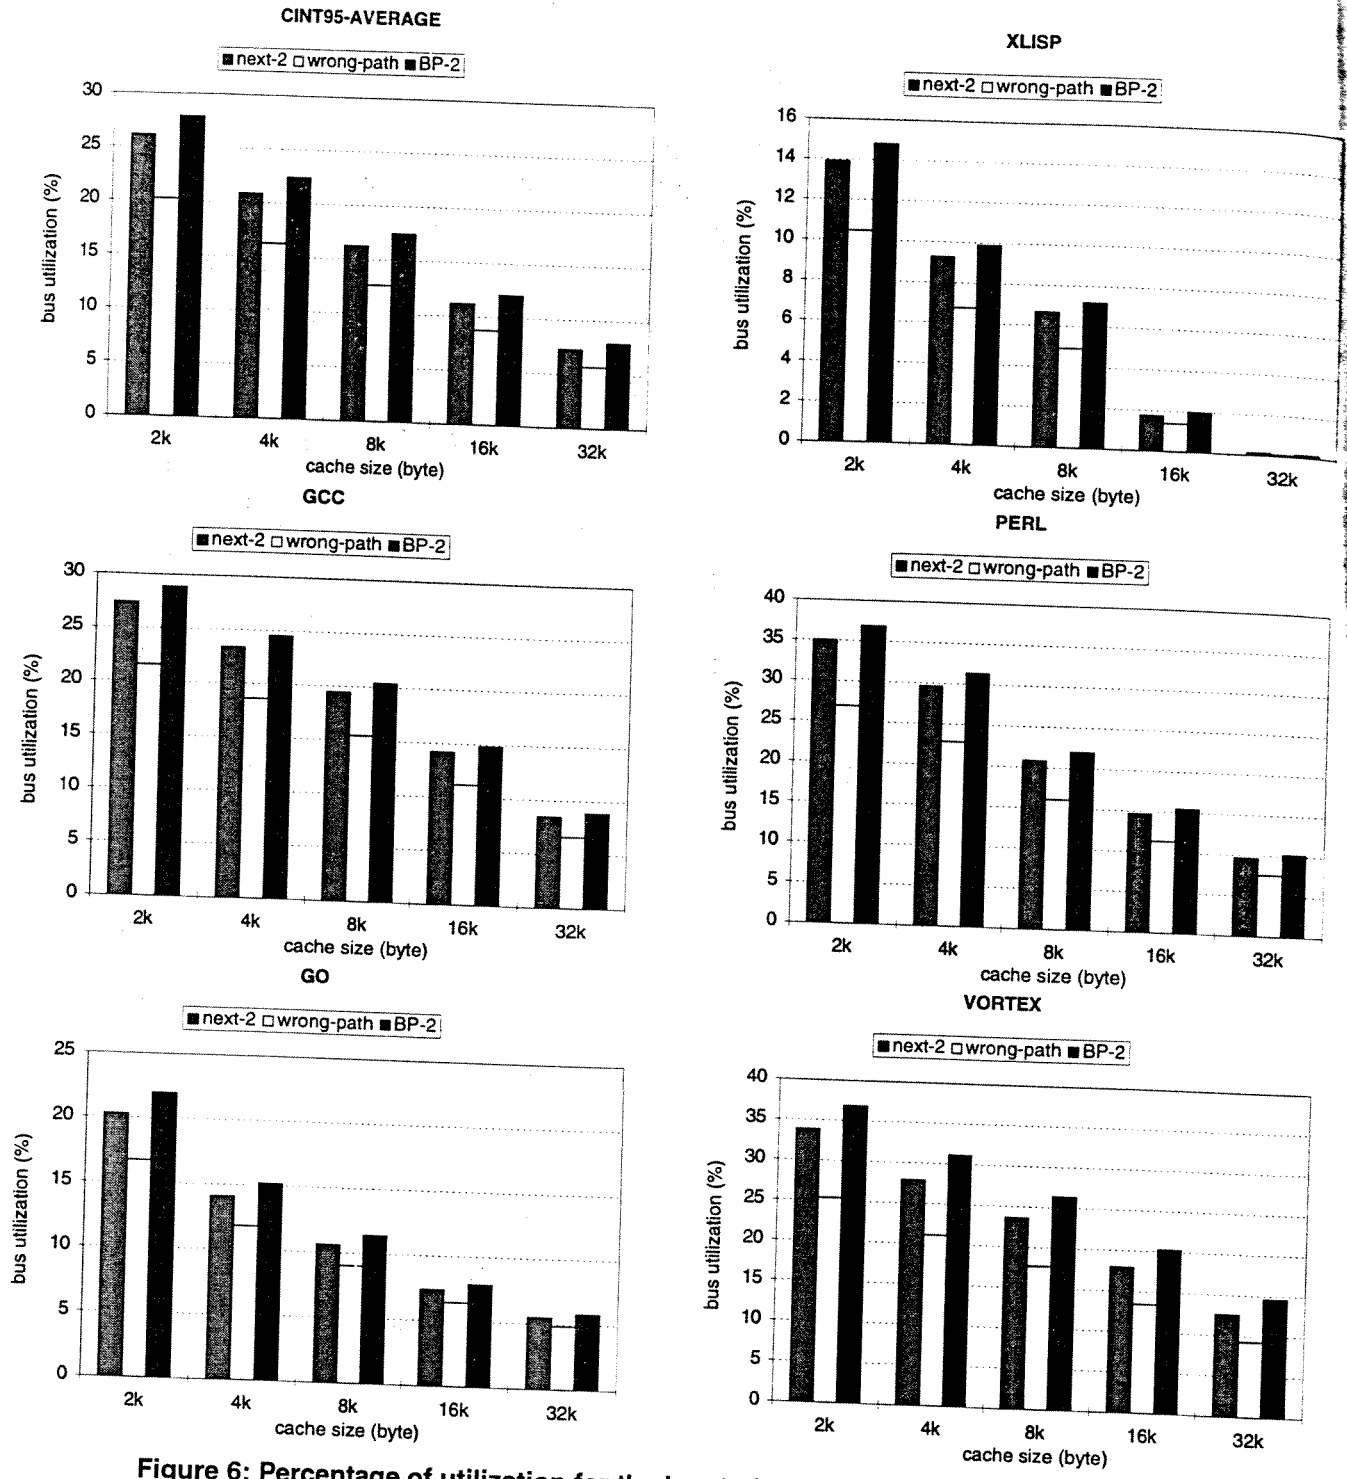 CINT95-AVERAGE
next-2 wrong-path BP-2
30
25
20
15
10
5
0
bus utilization (%)
2k 4k 8k 16k 32k
cache size (byte)
XLISP
next-2 wrong-path BP-2
16
14
12
10
8
6
4
2
0
bus utilization (%)
2k 4k 8k 16k 32k
cache size (byte)
GCC
next-2 wrong-path BP-2
30
25
20
15
10
5
0
bus utilization (%)
2k 4k 8k 16k 32k
cache size (byte)
PERL
next-2 wrong-path BP-2
40
35
30
25
20
15
10
5
0
bus utilization (%)
2k 4k 8k 16k 32k
cache size (byte)
GO
next-2 wrong-path BP-2
25
20
15
10
5
0
bus utilization (%)
2k 4k 8k 16k 32k
cache size (byte)
VORTEX
next-2 wrong-path BP-2
40
35
30
25
20
15
10
5
0
bus utilization (%)
2k 4k 8k 16k 32k
cache size (byte)
Figure 6: Percentage of utilization for